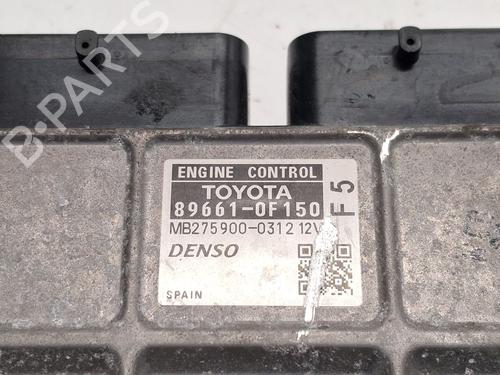 B-PARTS
ENGINE CONTROL
TOYOTA
89661-0F150
MB275900-0312 12V
F5
DENSO
SPAIN